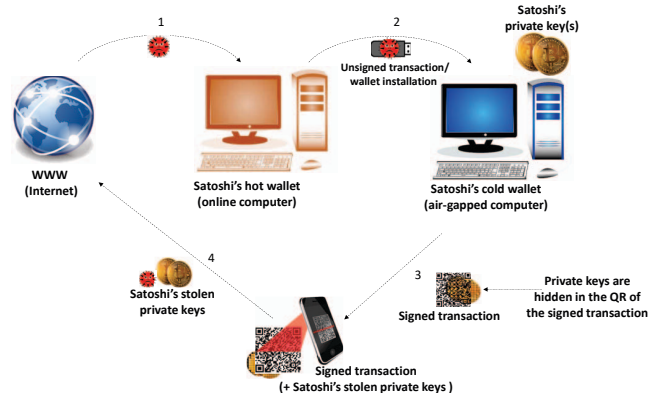 1
2
Satoshi's
private key(s)
Unsigned transaction/
wallet installation
WWW
(Internet)
Satoshi's hot wallet
(online computer)
Satoshi's cold wallet
(air-gapped computer)
4
Satoshi's stolen
private keys
3
Signed transaction
Private keys are
hidden in the QR of
the signed transaction
Signed transaction
(+ Satoshi's stolen private keys )